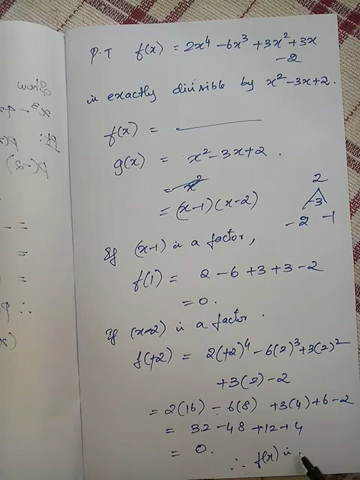 P.T f(x) = 2x⁴ - 6x³ + 3x² + 3x
- 2
is exactly divisible by x² - 3x + 2.
f(x) =
g(x) = x² - 3x + 2.
= x²
= (x-1)(x-2)
2
3
-2 -1
If (x-1) is a factor,
f(1) = 2 - 6 + 3 + 3 - 2
= 0.
If (x-2) is a factor.
f(+2) = 2(+2)⁴ - 6(2)³ + 3(2)²
+ 3(2) - 2
= 2(16) - 6(8) + 3(4) + 6 - 2
= 32 - 48 + 12 + 4
= 0.
∴ f(x) is